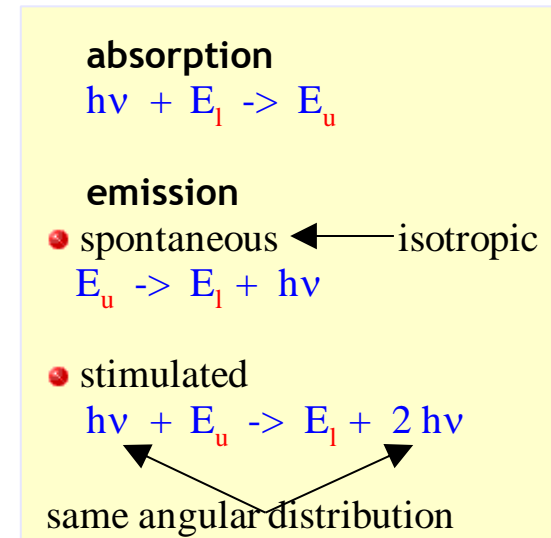 absorption
hν + Eₗ -> Eᵤ
emission
spontaneous isotropic
Eᵤ -> Eₗ + hν
stimulated
hν + Eᵤ -> Eₗ + 2 hν
same angular distribution